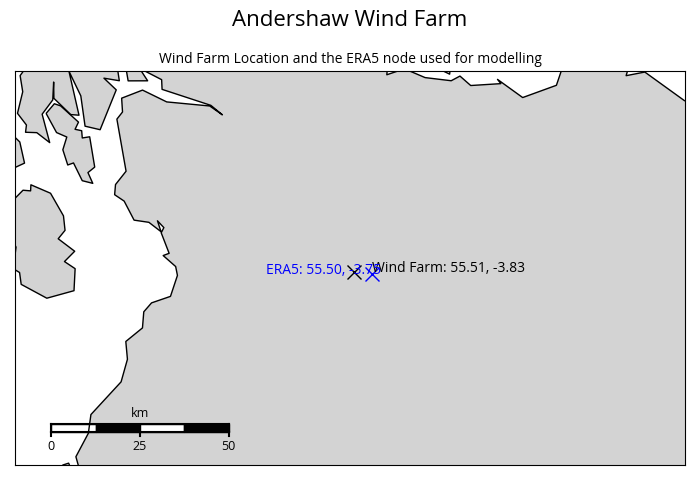 Andershaw Wind Farm
Wind Farm Location and the ERA5 node used for modelling
ERA5: 55.50, -3.75
Wind Farm: 55.51, -3.83
km
0 25 50